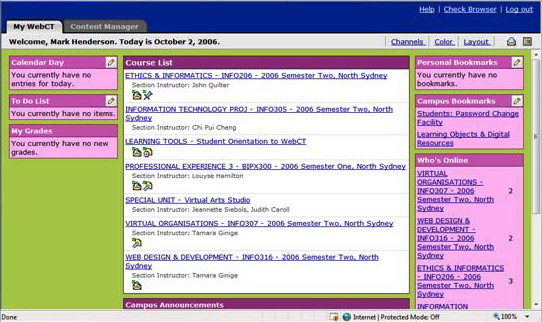 Help | Check Browser | Log out
My WebCT
Content Manager
Welcome, Mark Henderson. Today is October 2, 2006.
Channels
Color
Layout
Calendar Day
You currently have no
entries for today.
To Do List
You currently have no items.
My Grades
You currently have no new
grades.
Course List
ETHICS & INFORMATICS - INFO206 - 2006 Semester Two, North Sydney
Section Instructor: John Quilter
INFORMATION TECHNOLOGY PROJ - INFO305 - 2006 Semester Two, North
Sydney
Section Instructor: Chi Pui Cheng
LEARNING TOOLS - Student Orientation to WebCT
PROFESSIONAL EXPERIENCE 3 - BIPX300 - 2006 Semester One, North Sydney
Section Instructor: Louyse Hamilton
SPECIAL UNIT - Virtual Arts Studio
Section Instructor: Jeannette Siebols, Judith Caroll
VIRTUAL ORGANISATIONS - INFO307 - 2006 Semester Two, North Sydney
Section Instructor: Tamara Ginige
WEB DESIGN & DEVELOPMENT - INFO316 - 2006 Semester Two, North
Sydney
Section Instructor: Tamara Ginige
Campus Announcements
Personal Bookmarks
You currently have no
bookmarks.
Campus Bookmarks
Students: Password Change
Facility
Learning Objects & Digital
Resources
Who's Online
VIRTUAL
ORGANISATIONS -
INFO307 - 2006 2
Semester Two, North
Sydney
WEB DESIGN &
DEVELOPMENT -
INFO316 - 2006 2
Semester Two, North
Sydney
ETHICS & INFORMATICS
- INFO206 - 2006 3
Semester Two, North
Sydney
INFORMATION
Done
Internet | Protected Mode: Off
100%